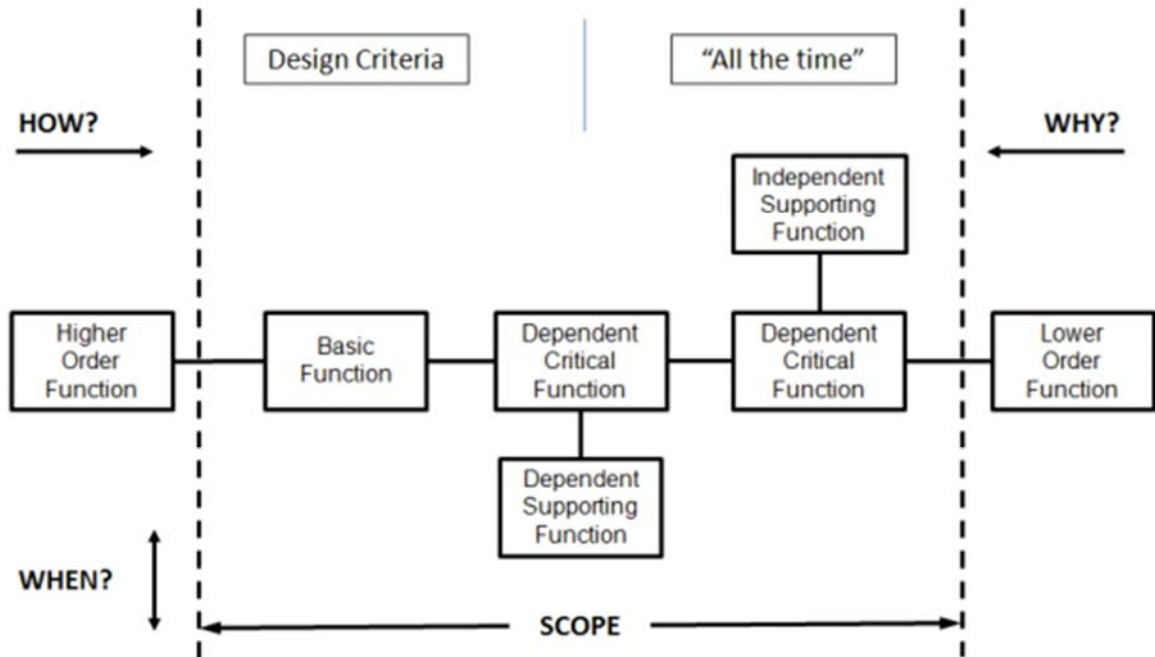 Design Criteria
“All the time”
HOW?
WHY?
Independent
Supporting
Function
Higher
Order
Function
Basic
Function
Dependent
Critical
Function
Dependent
Critical
Function
Lower
Order
Function
Dependent
Supporting
Function
WHEN?
SCOPE